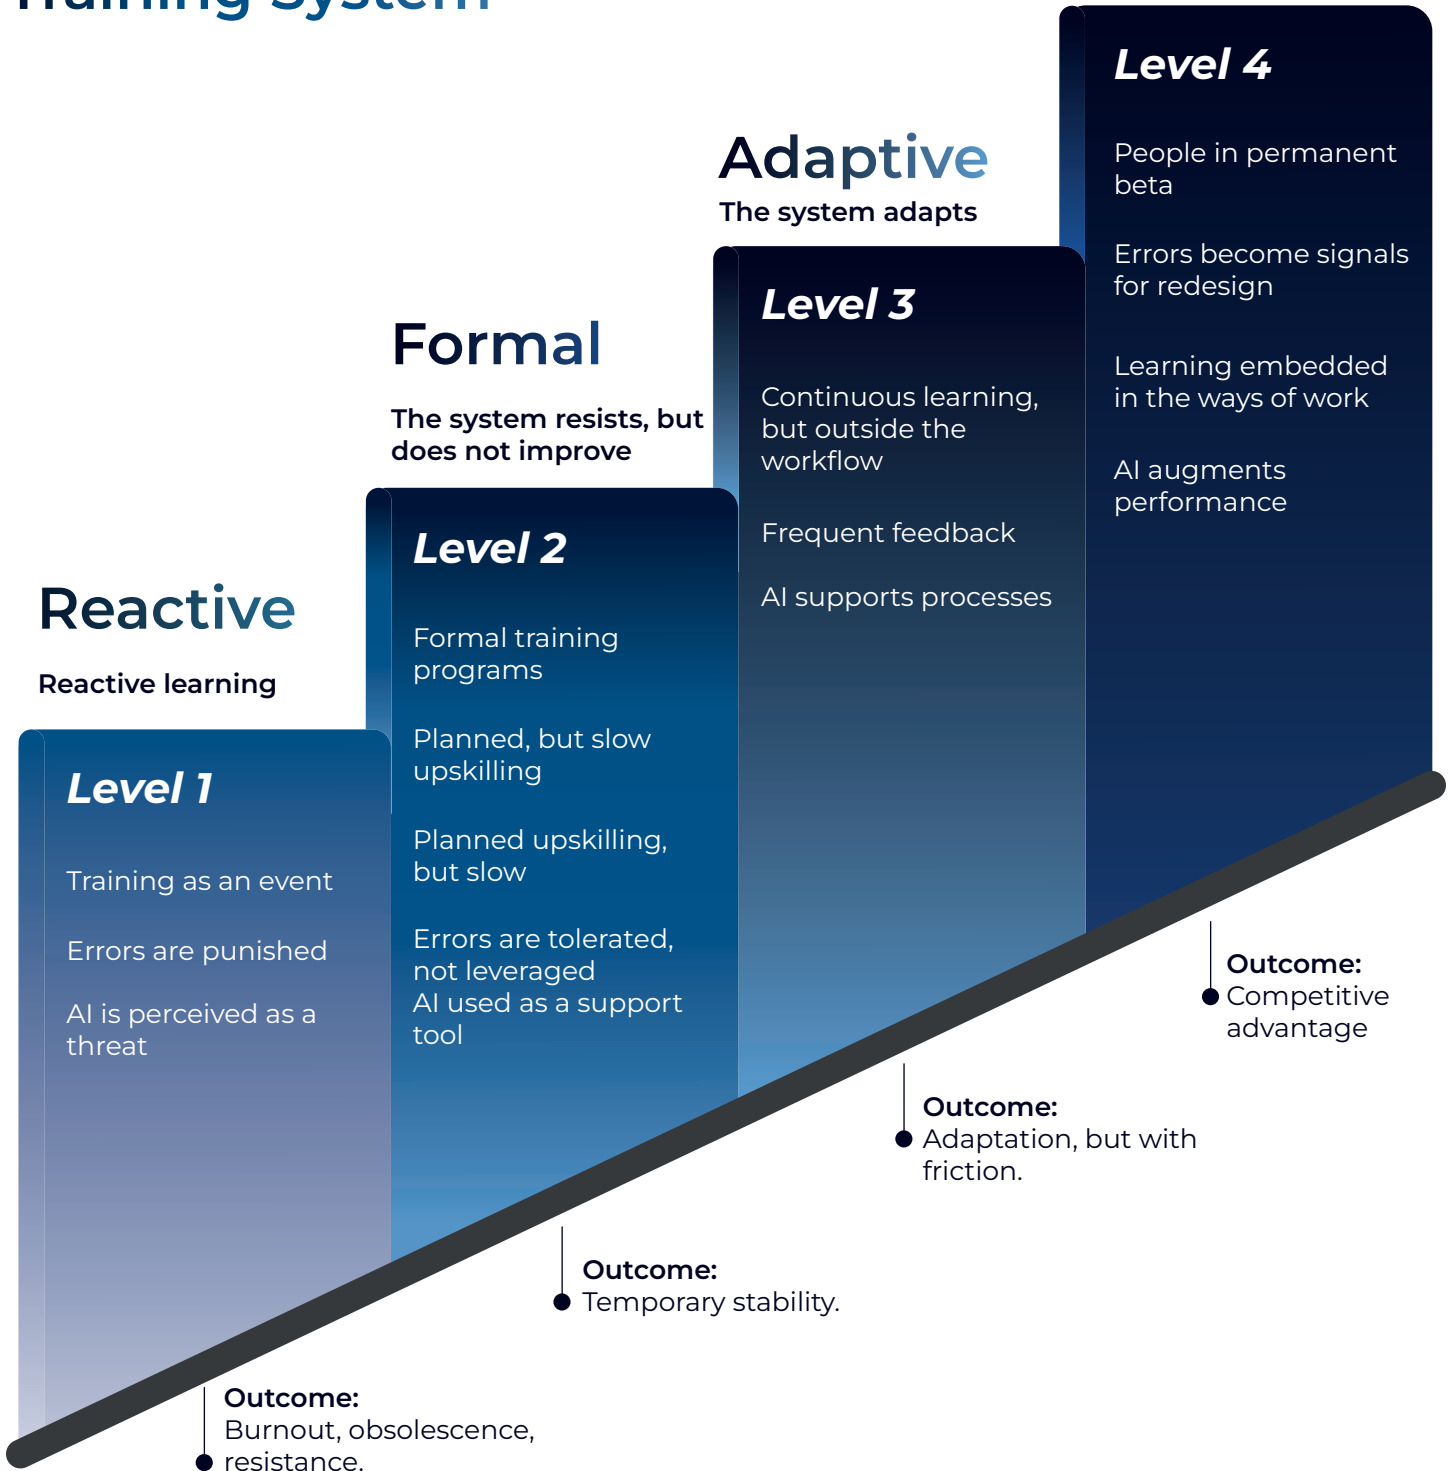 Training System
Reactive
Reactive learning
Level 1
Training as an event
Errors are punished
AI is perceived as a
threat
Outcome:
Burnout, obsolescence,
resistance.
Formal
The system resists, but
does not improve
Level 2
Formal training
programs
Planned, but slow
upskilling
Planned upskilling,
but slow
Errors are tolerated,
not leveraged
AI used as a support
tool
Outcome:
Temporary stability.
Adaptive
The system adapts
Level 3
Continuous learning,
but outside the
workflow
Frequent feedback
AI supports processes
Outcome:
Adaptation, but with
friction.
Level 4
People in permanent
beta
Errors become signals
for redesign
Learning embedded
in the ways of work
AI augments
performance
Outcome:
Competitive
advantage